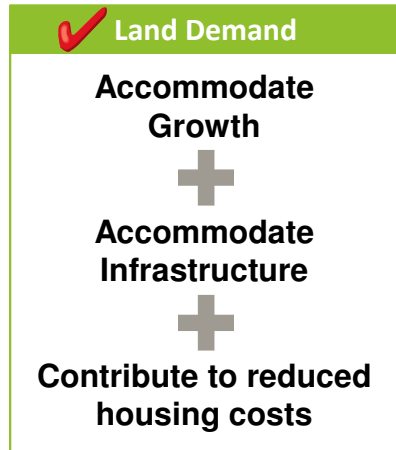 Land Demand
Accommodate
Growth
Accommodate
Infrastructure
Contribute to reduced
housing costs